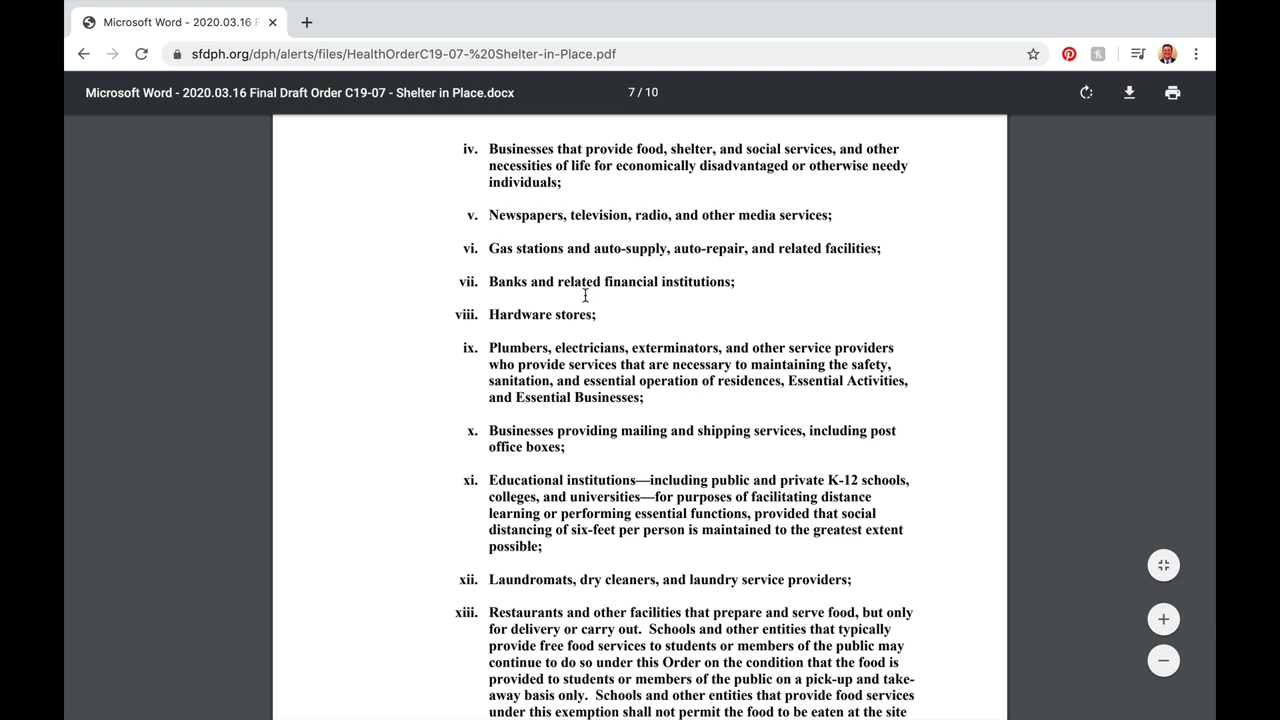 Microsoft Word - 2020.03.16 F
sfdph.org/dph/alerts/files/HealthOrderC19-07-%20Shelter-in-Place.pdf
Microsoft Word - 2020.03.16 Final Draft Order C19-07 - Shelter in Place.docx 7 / 10
iv. Businesses that provide food, shelter, and social services, and other
necessities of life for economically disadvantaged or otherwise needy
individuals;
v. Newspapers, television, radio, and other media services;
vi. Gas stations and auto-supply, auto-repair, and related facilities;
vii. Banks and related financial institutions;
viii. Hardware stores;
ix. Plumbers, electricians, exterminators, and other service providers
who provide services that are necessary to maintaining the safety,
sanitation, and essential operation of residences, Essential Activities,
and Essential Businesses;
x. Businesses providing mailing and shipping services, including post
office boxes;
xi. Educational institutions—including public and private K-12 schools,
colleges, and universities—for purposes of facilitating distance
learning or performing essential functions, provided that social
distancing of six-feet per person is maintained to the greatest extent
possible;
xii. Laundromats, dry cleaners, and laundry service providers;
xiii. Restaurants and other facilities that prepare and serve food, but only
for delivery or carry out.  Schools and other entities that typically
provide free food services to students or members of the public may
continue to do so under this Order on the condition that the food is
provided to students or members of the public on a pick-up and take-
away basis only.  Schools and other entities that provide food services
under this exemption shall not permit the food to be eaten at the site